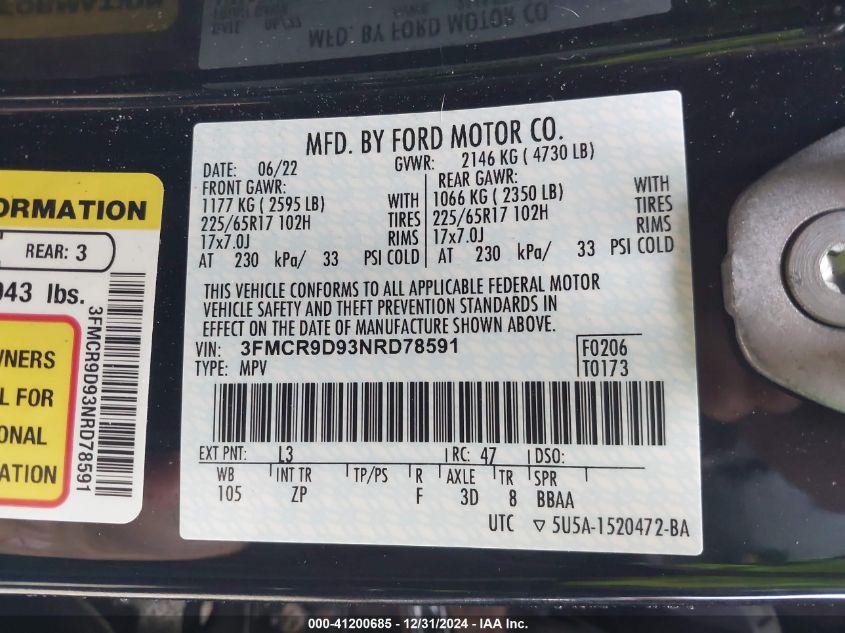 MFD. BY FORD MOTOR CO.
DATE: 06/22 GVWR: 2146 KG ( 4730 LB)
FRONT GAWR: REAR GAWR:
1177 KG ( 2595 LB) WITH 1066 KG ( 2350 LB) WITH
225/65R17 102H TIRES 225/65R17 102H TIRES
17x7.0J RIMS 17x7.0J RIMS
AT 230 kPa/ 33 PSI COLD AT 230 kPa/ 33 PSI COLD
THIS VEHICLE CONFORMS TO ALL APPLICABLE FEDERAL MOTOR
VEHICLE SAFETY AND THEFT PREVENTION STANDARDS IN
EFFECT ON THE DATE OF MANUFACTURE SHOWN ABOVE.
VIN: 3FMCR9D93NRD78591 F0206
TYPE: MPV T0173
EXT PNT: L3 RC: 47 DSO:
WB INT TR TP/PS R AXLE TR SPR
105 ZP F 3D 8 BBAA
UTC ▽ 5U5A-1520472-BA
ORMATION
REAR: 3
043 lbs.
WNERS
L FOR
ONAL
ATION
3FMCR9D93NRD78591
000-41200685 - 12/31/2024 - IAA Inc.